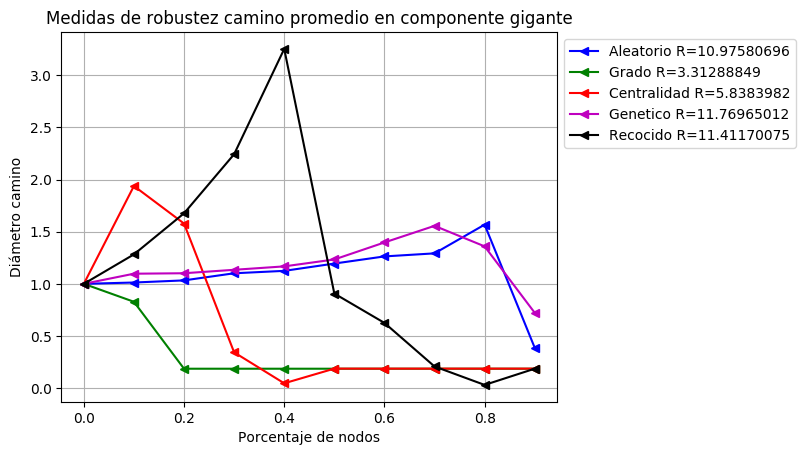 Medidas de robustez camino promedio en componente gigante
Diámetro camino
3.0
2.5
2.0
1.5
1.0
0.5
0.0
0.0 0.2 0.4 0.6 0.8
Porcentaje de nodos
Aleatorio R=10.97580696
Grado R=3.31288849
Centralidad R=5.8383982
Genetico R=11.76965012
Recocido R=11.41170075